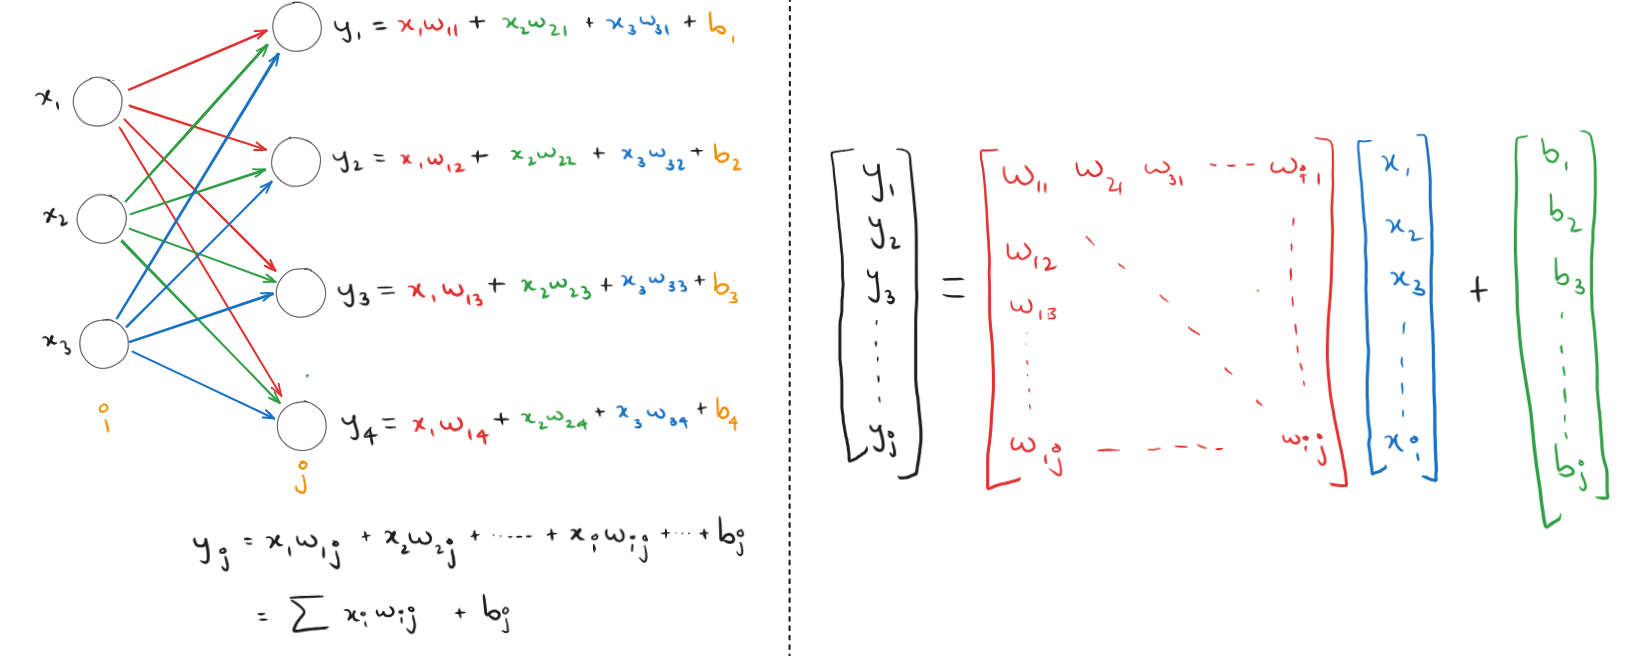 y₁ = x₁w₁₁ + x₂w₂₁ + x₃w₃₁ + b₁
x₁
y₂ = x₁w₁₂ + x₂w₂₂ + x₃w₃₂ + b₂
x₂
y₃ = x₁w₁₃ + x₂w₂₃ + x₃w₃₃ + b₃
x₃
y₄ = x₁w₁₄ + x₂w₂₄ + x₃w₃₄ + b₄
i
j
yⱼ = x₁w₁ⱼ + x₂w₂ⱼ + ...... + xᵢwᵢⱼ + ... + bⱼ
= Σ xᵢwᵢⱼ + bⱼ
y₁
y₂
y₃
yⱼ
=
w₁₁ w₂₁ w₃₁ --- wᵢ₁
w₁₂
w₁₃
w₁ⱼ - - - - - wᵢⱼ
x₁
x₂
x₃
xᵢ
+
b₁
b₂
b₃
bⱼ